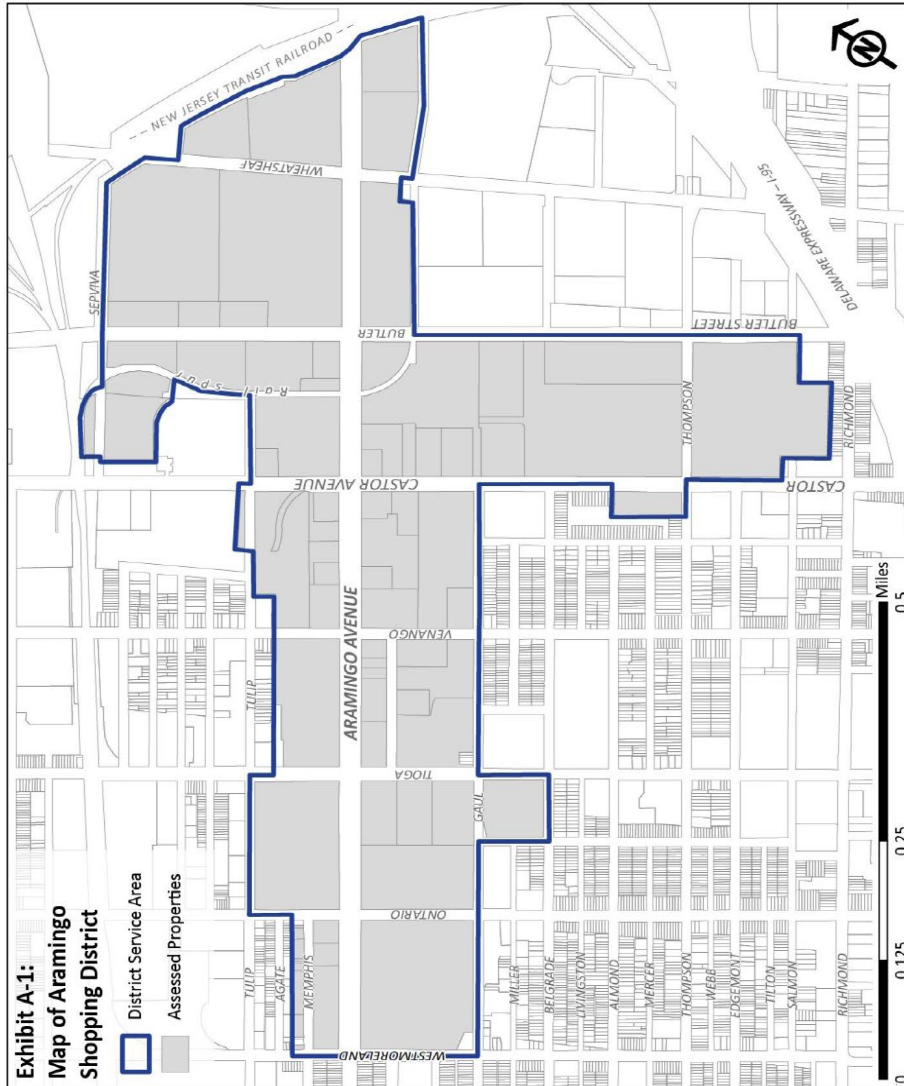 Exhibit A-1:
Map of Aramingo
Shopping District
District Service Area
Assessed Properties
--- NEW JERSEY TRANSIT RAILROAD ---
SEPVIVA
WHEATSHEAF
BUTLER
Rail spur
BUTLER STREET
DELAWARE EXPRESSWAY – I-95
THOMPSON
RICHMOND
CASTOR AVENUE
CASTOR
ARAMINGO AVENUE
VENANGO
TULIP
TIOGA
GAUL
ONTARIO
TULIP
AGATE
MEMPHIS
WESTMORELAND
MILLER
BELGRADE
LIVINGSTON
ALMOND
MERCER
THOMPSON
WEBB
EDGEMONT
TILTON
SALMON
RICHMOND
N
0 0.125 0.25 0.5
Miles